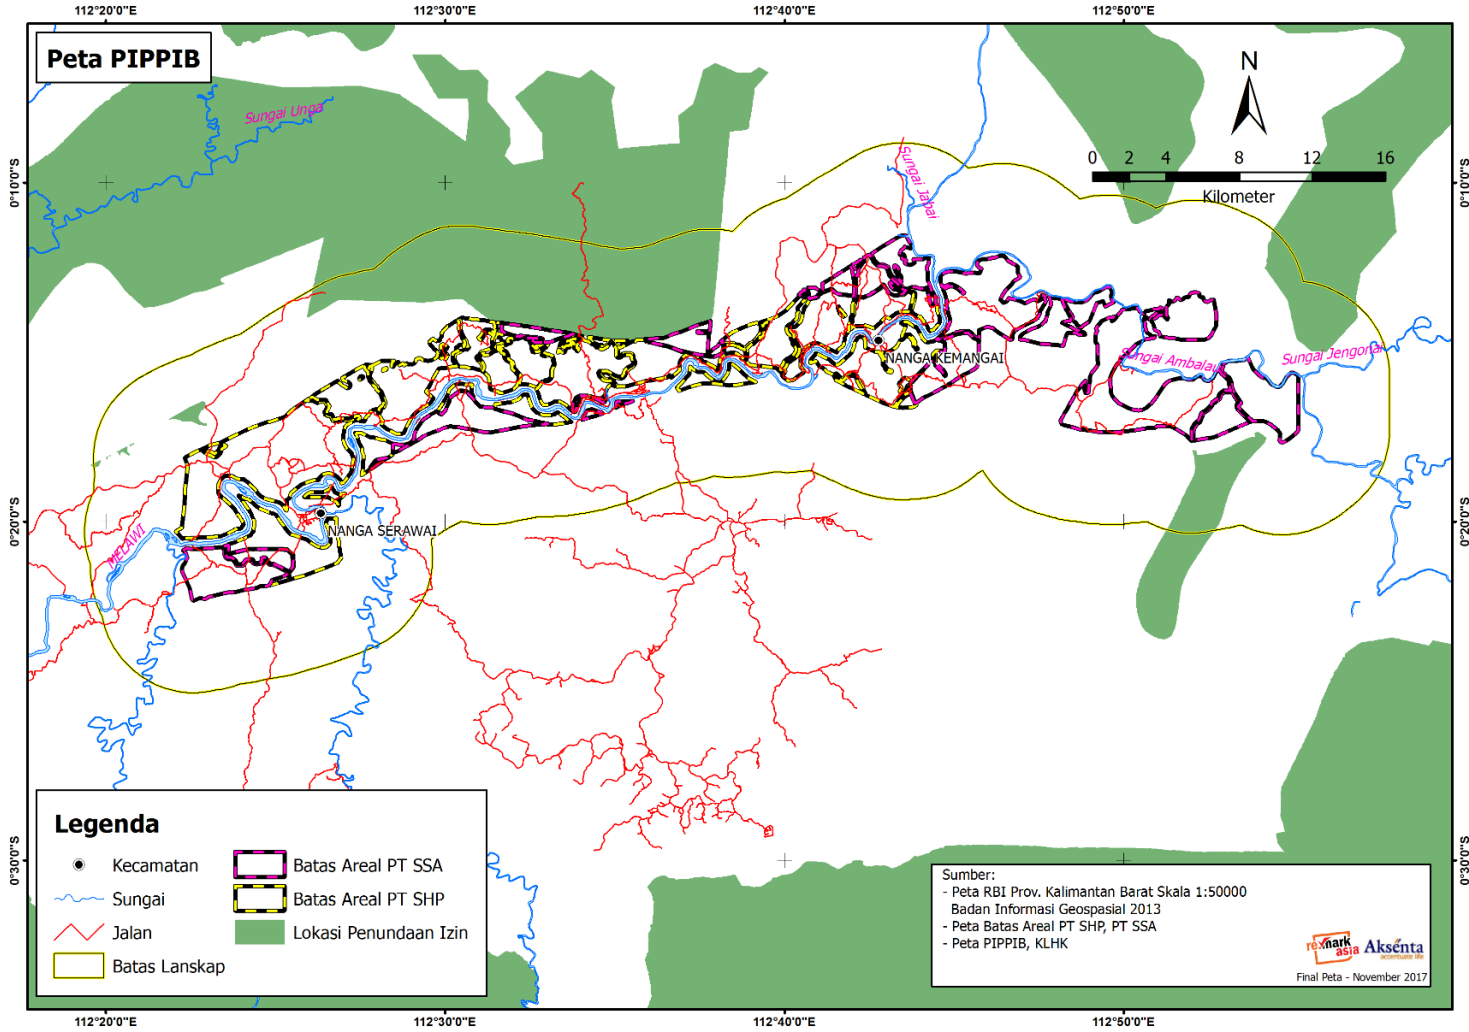 112°20'0"E
112°30'0"E
112°40'0"E
112°50'0"E
Peta PIPPIB
N
0 2 4 8 12 16
Kilometer
0°10'0"S
0°10'0"S
Sungai Unga
Sungai Jabai
NANGA KEMANGAI
Sungai Ambalau
Sungai Jengonai
0°20'0"S
0°20'0"S
MELAWI
NANGA SERAWAI
0°30'0"S
0°30'0"S
Legenda
Kecamatan
Sungai
Jalan
Batas Lanskap
Batas Areal PT SSA
Batas Areal PT SHP
Lokasi Penundaan Izin
Sumber:
- Peta RBI Prov. Kalimantan Barat Skala 1:50000
Badan Informasi Geospasial 2013
- Peta Batas Areal PT SHP, PT SSA
- Peta PIPPIB, KLHK
remark asia
Aksenta
accentuate life
Final Peta - November 2017
112°20'0"E
112°30'0"E
112°40'0"E
112°50'0"E